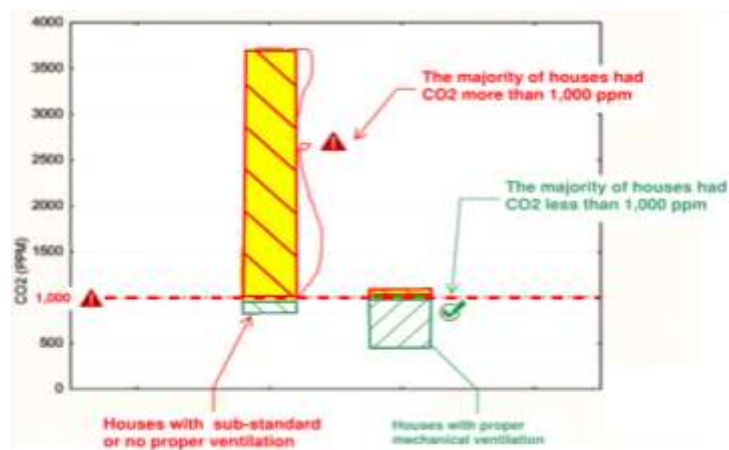 4000
3500
3000
2500
2000
1500
1,000
500
0
CO2 (PPM)
The majority of houses had
CO2 more than 1,000 ppm
The majority of houses had
CO2 less than 1,000 ppm
Houses with sub-standard
or no proper ventilation
Houses with proper
mechanical ventilation